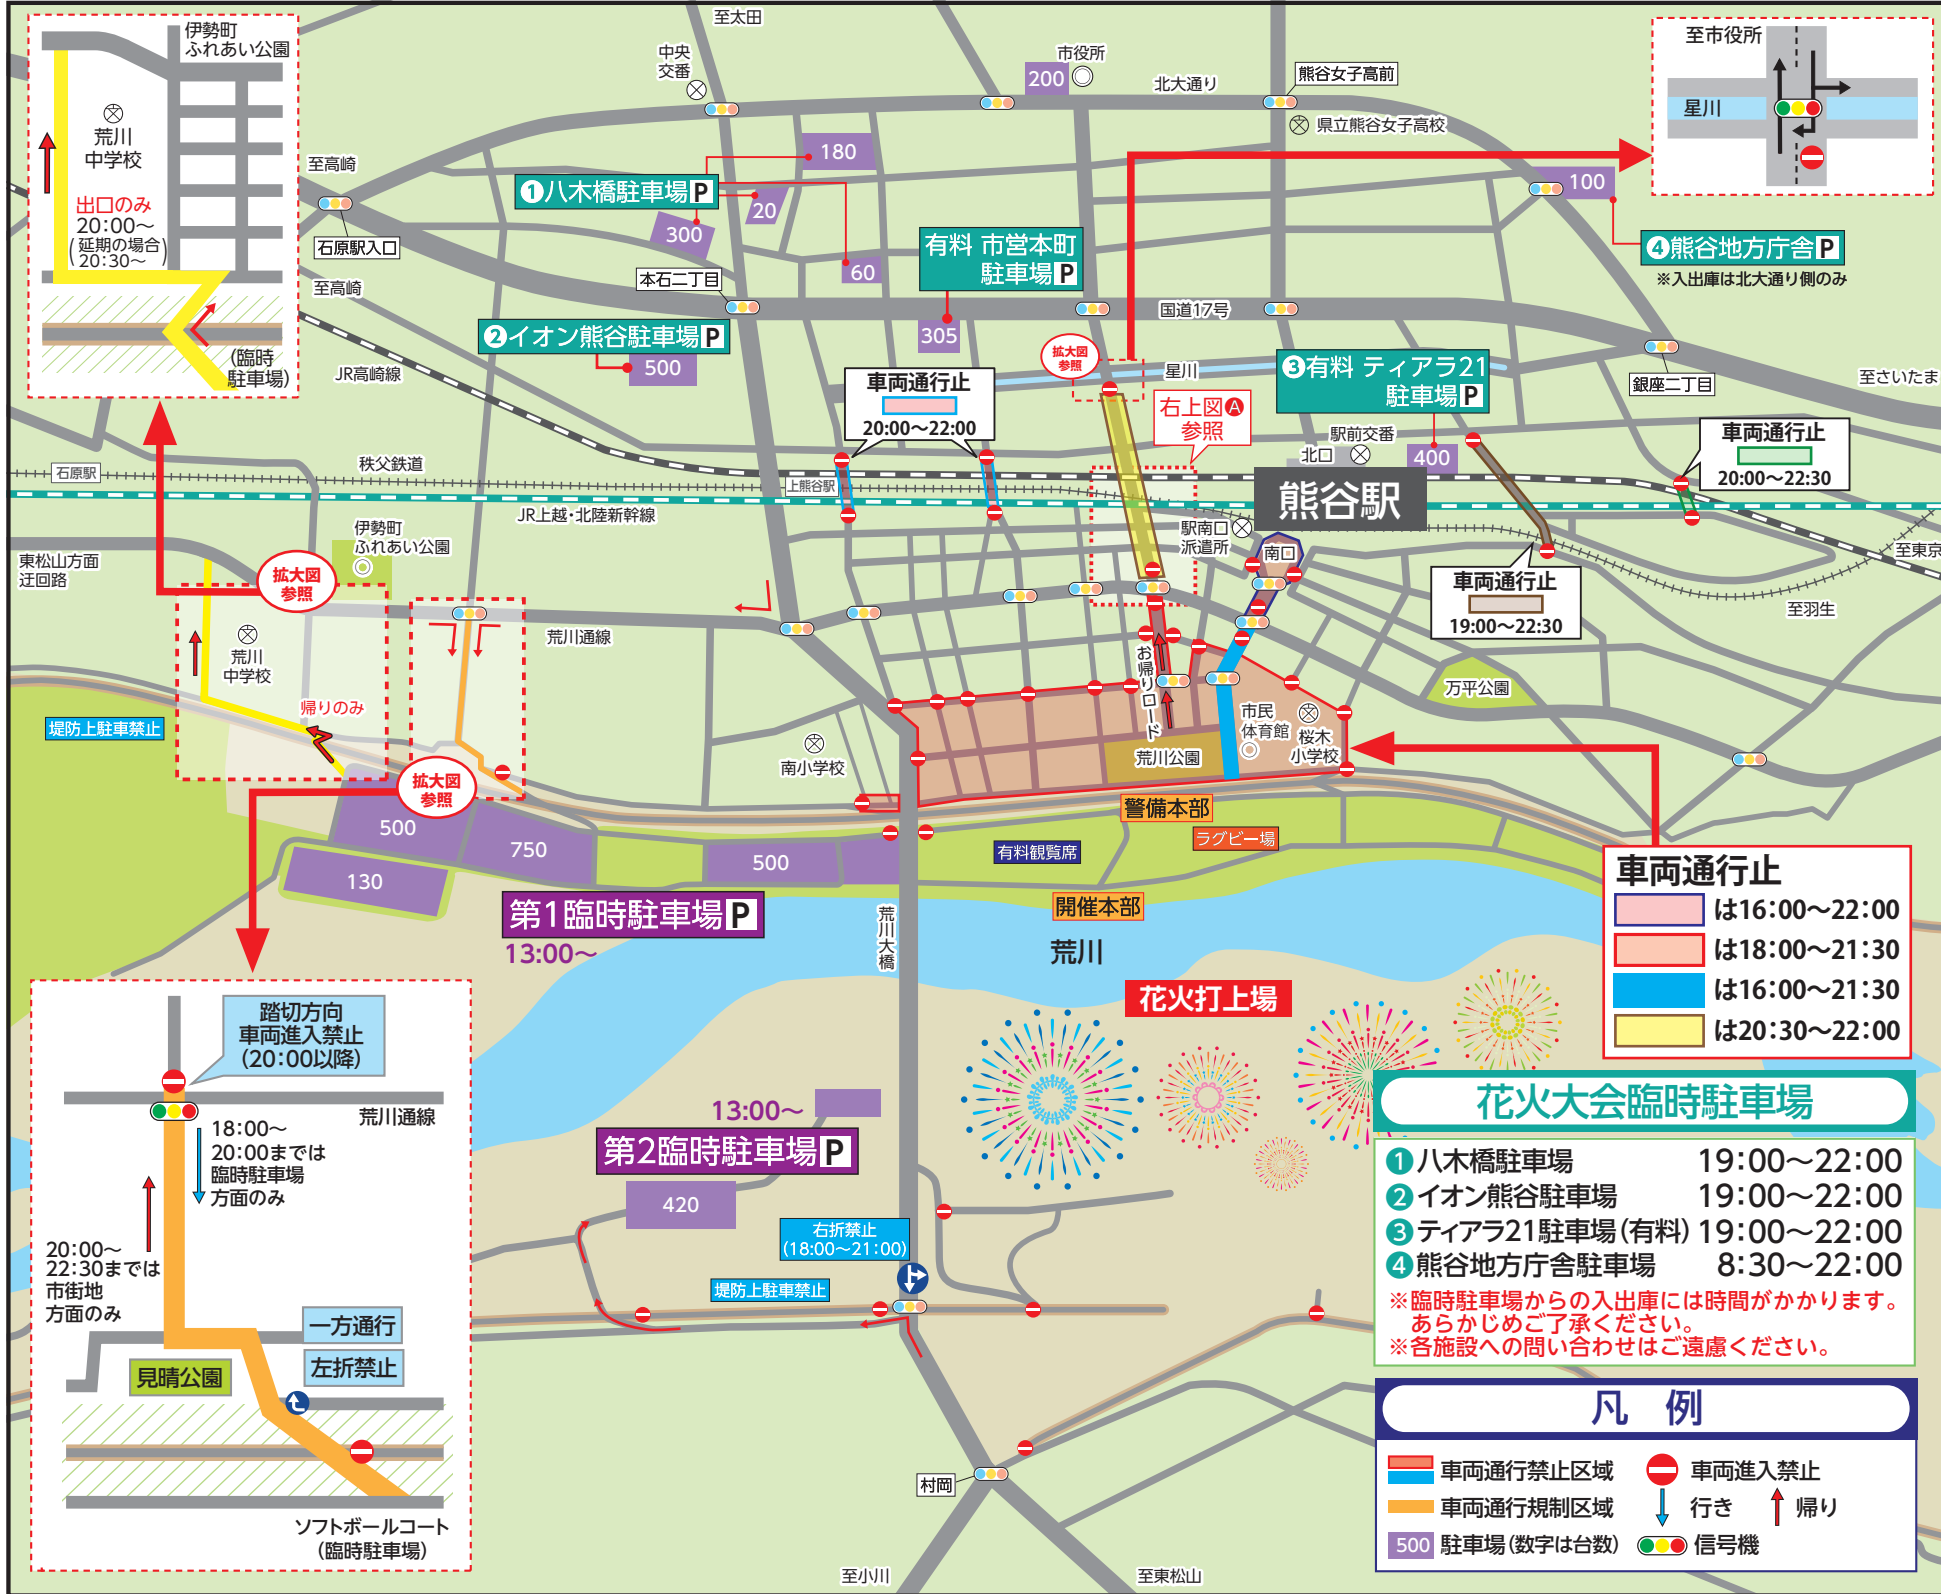 伊勢町
ふれあい公園
荒川
中学校
出口のみ
20:00〜
(延期の場合)
20:30〜
(臨時
駐車場)
至太田
中央
交番
市役所
200
北大通り
熊谷女子高前
県立熊谷女子高校
至市役所
星川
至高崎
石原駅入口
至高崎
180
❶八木橋駐車場 P
20
300
60
本石二丁目
有料 市営本町
駐車場 P
305
100
❹熊谷地方庁舎 P
※入出庫は北大通り側のみ
国道17号
❷イオン熊谷駐車場 P
500
JR高崎線
拡大図
参照
星川
❸有料 ティアラ21
駐車場 P
400
銀座二丁目
至さいたま
車両通行止
20:00〜22:00
右上図Ⓐ
参照
駅前交番
北口
車両通行止
20:00〜22:30
石原駅
秩父鉄道
上熊谷駅
JR上越・北陸新幹線
熊谷駅
駅南口
派遣所
南口
至東京
東松山方面
迂回路
伊勢町
ふれあい公園
拡大図
参照
車両通行止
19:00〜22:30
至羽生
荒川通線
荒川
中学校
帰りのみ
堤防上駐車禁止
お帰りロード
万平公園
市民
体育館
桜木
小学校
荒川公園
南小学校
拡大図
参照
警備本部
ラグビー場
有料観覧席
500
750
500
130
第1臨時駐車場 P
13:00〜
荒川大橋
開催本部
荒川
花火打上場
車両通行止
は16:00〜22:00
は18:00〜21:30
は16:00〜21:30
は20:30〜22:00
踏切方向
車両進入禁止
(20:00以降)
荒川通線
18:00〜
20:00までは
臨時駐車場
方面のみ
20:00〜
22:30までは
市街地
方面のみ
一方通行
左折禁止
見晴公園
ソフトボールコート
(臨時駐車場)
13:00〜
第2臨時駐車場 P
420
右折禁止
(18:00〜21:00)
堤防上駐車禁止
村岡
至小川
至東松山
花火大会臨時駐車場
❶八木橋駐車場 19:00〜22:00
❷イオン熊谷駐車場 19:00〜22:00
❸ティアラ21駐車場(有料) 19:00〜22:00
❹熊谷地方庁舎駐車場 8:30〜22:00
※臨時駐車場からの入出庫には時間がかかります。
あらかじめご了承ください。
※各施設への問い合わせはご遠慮ください。
凡 例
車両通行禁止区域
車両進入禁止
車両通行規制区域
行き
帰り
500 駐車場(数字は台数)
信号機